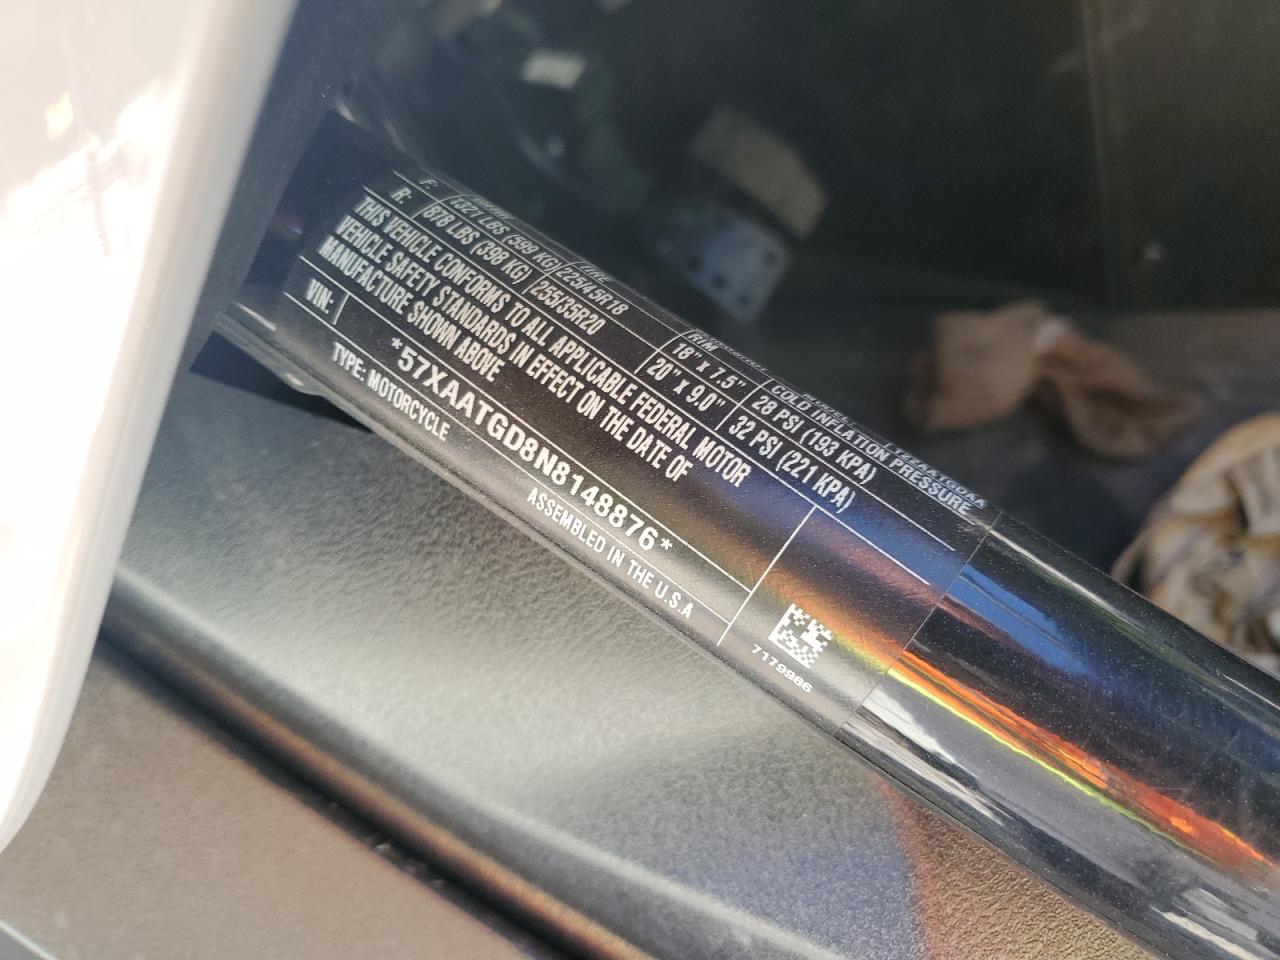 TIRE RIM COLD INFLATION PRESSURE
F: 1321 LBS (599 KG) 225/45R18 18" x 7.5" 28 PSI (193 KPA)
R: 878 LBS (398 KG) 255/35R20 20" x 9.0" 32 PSI (221 KPA)
THIS VEHICLE CONFORMS TO ALL APPLICABLE FEDERAL MOTOR
VEHICLE SAFETY STANDARDS IN EFFECT ON THE DATE OF
MANUFACTURE SHOWN ABOVE
VIN: *57XAATGD8N8148876*
TYPE: MOTORCYCLE ASSEMBLED IN THE U.S.A
7179986